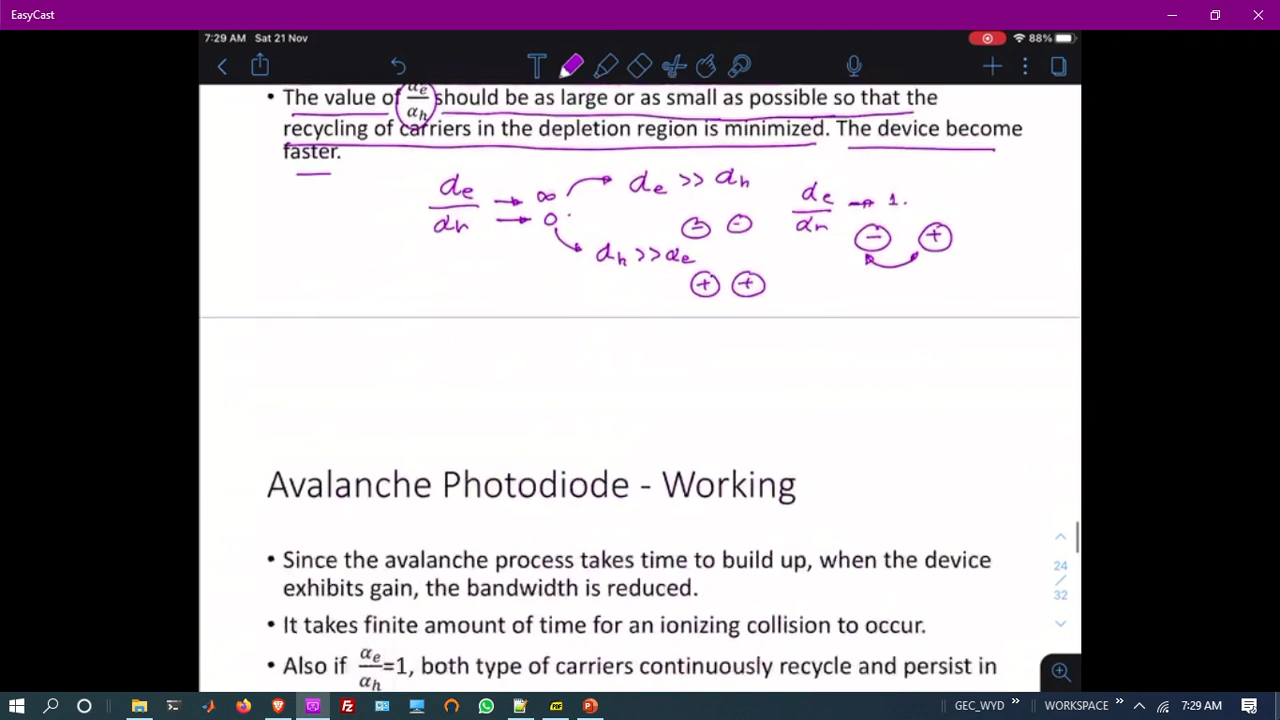 EasyCast
7:29 AM Sat 21 Nov
88%
• The value of αe/αh should be as large or as small as possible so that the
recycling of carriers in the depletion region is minimized. The device become
faster.
αe/αh → ∞ → αe >> αh
→ 0 → αh >> αe
αe/αh → 1.
− −
− +
+ +
Avalanche Photodiode - Working
• Since the avalanche process takes time to build up, when the device
exhibits gain, the bandwidth is reduced.
• It takes finite amount of time for an ionizing collision to occur.
• Also if αe/αh=1, both type of carriers continuously recycle and persist in
24
/
32
GEC_WYD » WORKSPACE » 7:29 AM